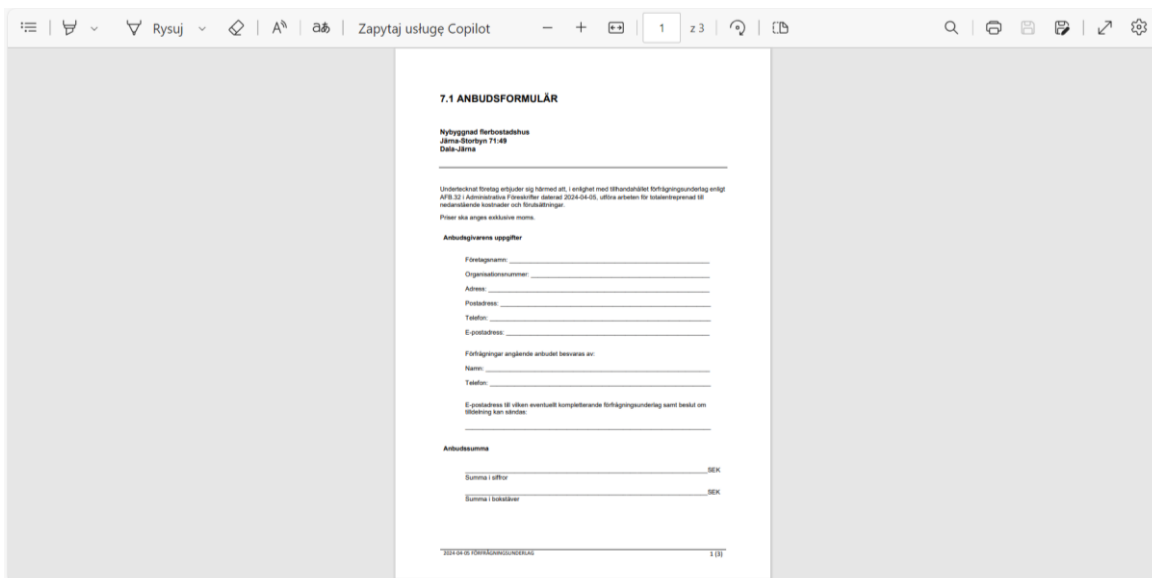 Rysuj
A
aあ
Zapytaj usługę Copilot
1
z 3
7.1 ANBUDSFORMULÄR
Nybyggnad flerbostadshus
Järna-Storbyn 71:49
Dala-Järna
Undertecknat företag erbjuder sig härmed att, i enlighet med tillhandahållet förfrågningsunderlag enligt
AFB.32 i Administrative Föreskrifter daterad 2024-04-05, utföra arbeten för totalentreprenad till
nedanstående kostnader och förutsättningar.
Priser ska anges exklusive moms.
Anbudsgivarens uppgifter
Företagsnamn:
Organisationsnummer:
Adress:
Postadress:
Telefon:
E-postadress:
Förfrågningar angående anbudet besvaras av:
Namn:
Telefon:
E-postadress till vilken eventuellt kompletterande förfrågningsunderlag samt beslut om
tilldelning kan sändas:
Anbudssumma
SEK
Summa i siffror
SEK
Summa i bokstäver
2024-04-05 FÖRFRÅGNINGSUNDERLAG 1 (3)